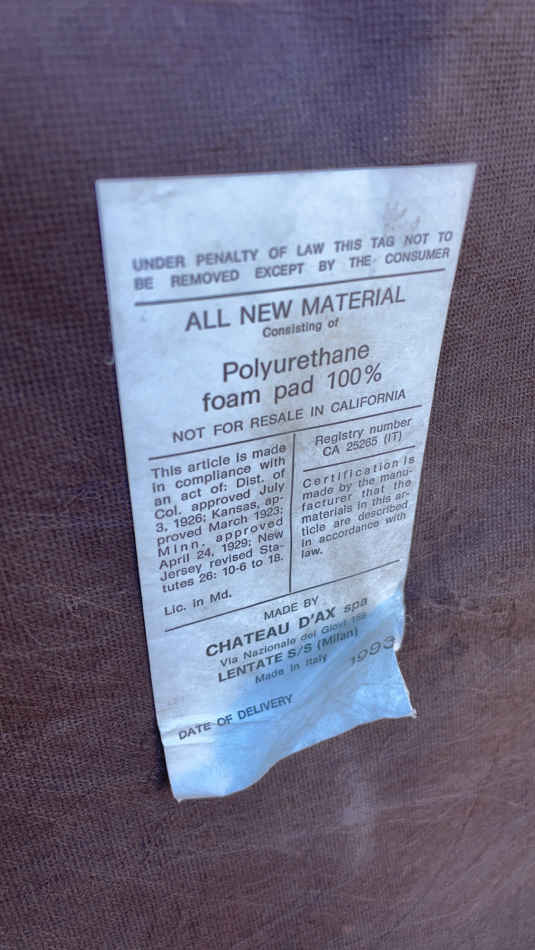 UNDER PENALTY OF LAW THIS TAG NOT TO
BE REMOVED EXCEPT BY THE CONSUMER
ALL NEW MATERIAL
Consisting of
Polyurethane
foam pad 100%
NOT FOR RESALE IN CALIFORNIA
This article is made
in compliance with
an act of: Dist. of
Col. approved July
3, 1926; Kansas, ap-
proved March 1923;
Minn. approved
April 24, 1929; New
Jersey revised Sta-
tutes 26: 10-6 to 18.
Lic. in Md.
Registry number
CA 25265 (IT)
Certification is
made by the manu-
facturer that the
materials in this ar-
ticle are described
in accordance with
law.
MADE BY
CHATEAU D'AX spa
Via Nazionale dei Giovi 159
LENTATE S/S (Milan)
Made in Italy 1993
DATE OF DELIVERY